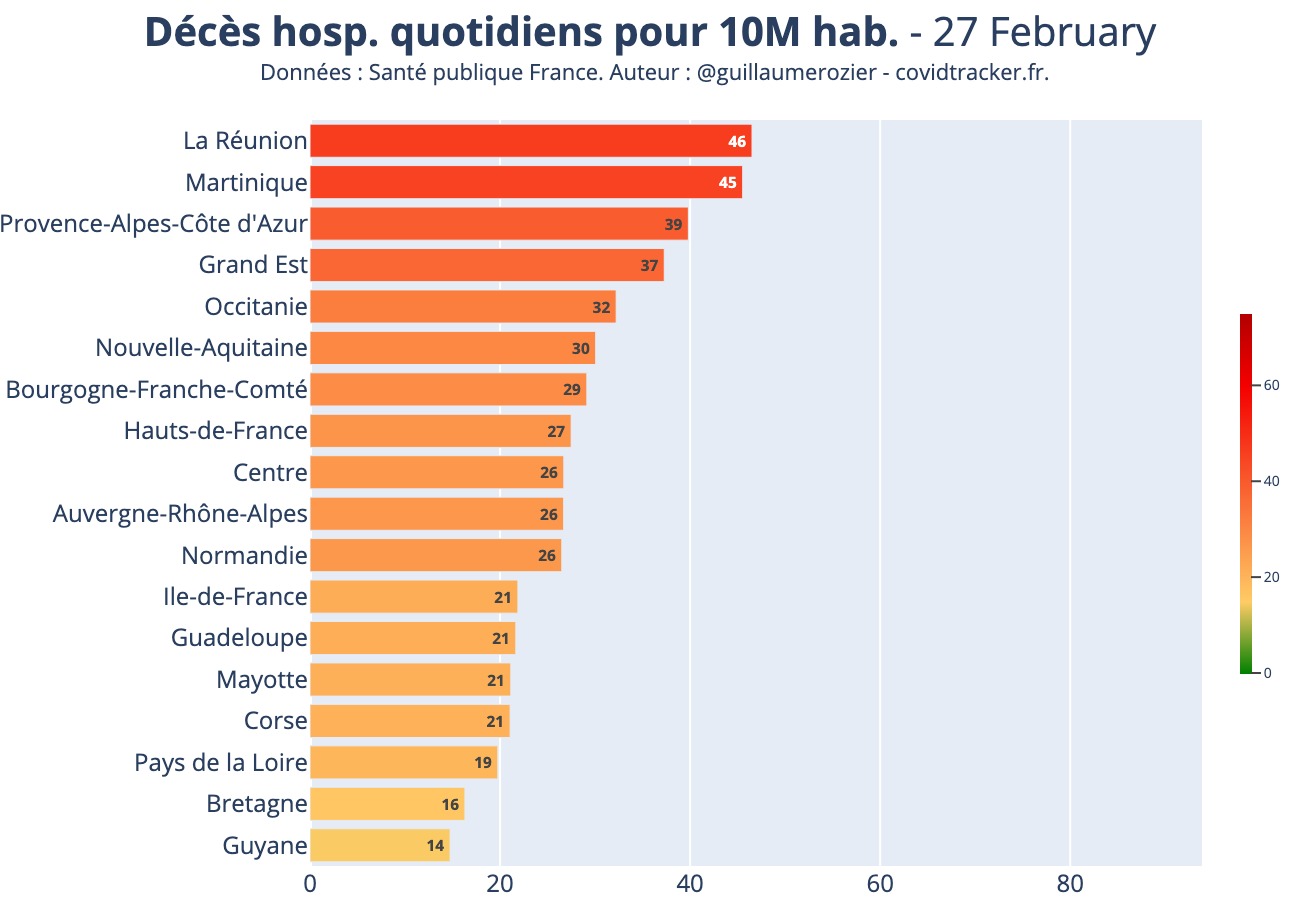 Décès hosp. quotidiens pour 10M hab. - 27 February
Données : Santé publique France. Auteur : @guillaumerozier - covidtracker.fr.
La Réunion 46
Martinique 45
Provence-Alpes-Côte d'Azur 39
Grand Est 37
Occitanie 32
Nouvelle-Aquitaine 30
Bourgogne-Franche-Comté 29
Hauts-de-France 27
Centre 26
Auvergne-Rhône-Alpes 26
Normandie 26
Ile-de-France 21
Guadeloupe 21
Mayotte 21
Corse 21
Pays de la Loire 19
Bretagne 16
Guyane 14
0 20 40 60 80
60
40
20
0